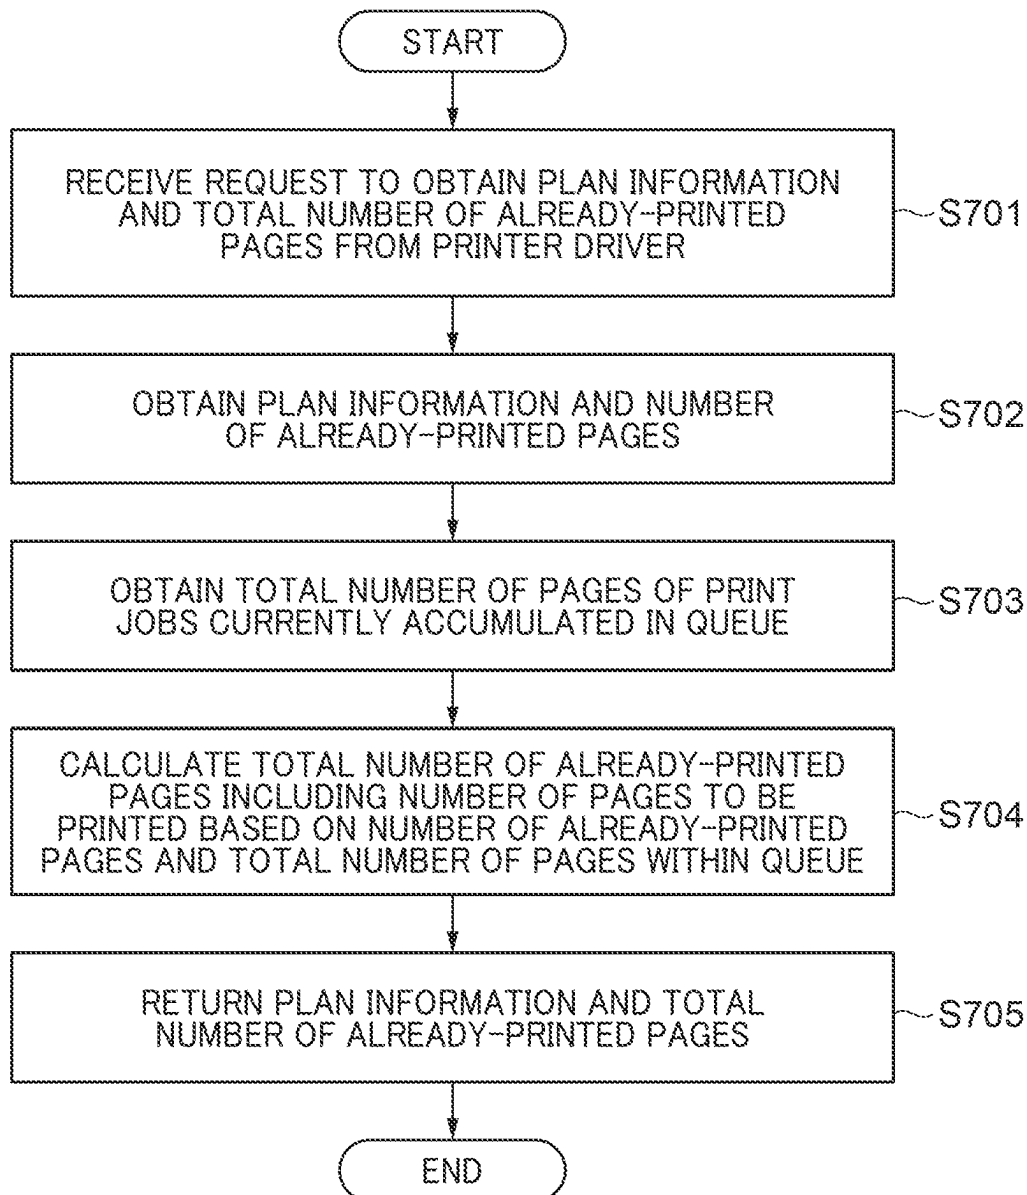 START
RECEIVE REQUEST TO OBTAIN PLAN INFORMATION
AND TOTAL NUMBER OF ALREADY-PRINTED
PAGES FROM PRINTER DRIVER
S701
OBTAIN PLAN INFORMATION AND NUMBER
OF ALREADY-PRINTED PAGES
S702
OBTAIN TOTAL NUMBER OF PAGES OF PRINT
JOBS CURRENTLY ACCUMULATED IN QUEUE
S703
CALCULATE TOTAL NUMBER OF ALREADY-PRINTED
PAGES INCLUDING NUMBER OF PAGES TO BE
PRINTED BASED ON NUMBER OF ALREADY-PRINTED
PAGES AND TOTAL NUMBER OF PAGES WITHIN QUEUE
S704
RETURN PLAN INFORMATION AND TOTAL
NUMBER OF ALREADY-PRINTED PAGES
S705
END